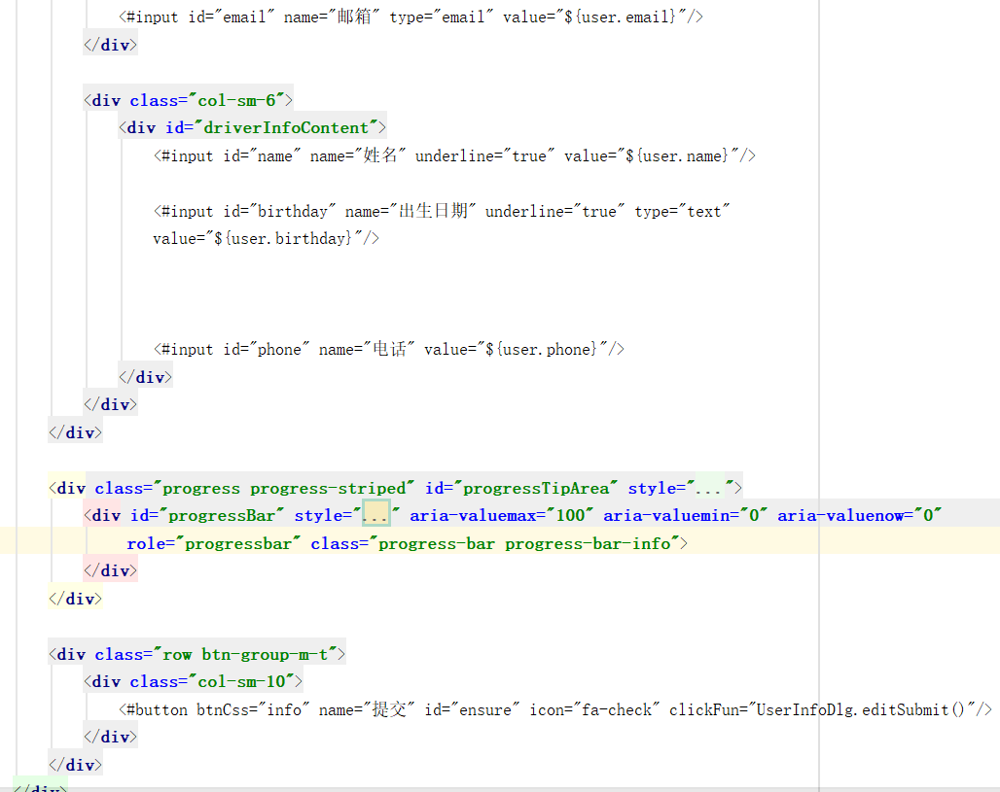 <#input id="email" name="邮箱" type="email" value="${user.email}"/>
</div>
<div class="col-sm-6">
<div id="driverInfoContent">
<#input id="name" name="姓名" underline="true" value="${user.name}"/>
<#input id="birthday" name="出生日期" underline="true" type="text"
value="${user.birthday}"/>
<#input id="phone" name="电话" value="${user.phone}"/>
</div>
</div>
</div>
<div class="progress progress-striped" id="progressTipArea" style="...">
<div id="progressBar" style="..." aria-valuemax="100" aria-valuemin="0" aria-valuenow="0"
role="progressbar" class="progress-bar progress-bar-info">
</div>
</div>
<div class="row btn-group-m-t">
<div class="col-sm-10">
<#button btnCss="info" name="提交" id="ensure" icon="fa-check" clickFun="UserInfoDlg.editSubmit()"/>
</div>
</div>
</div>